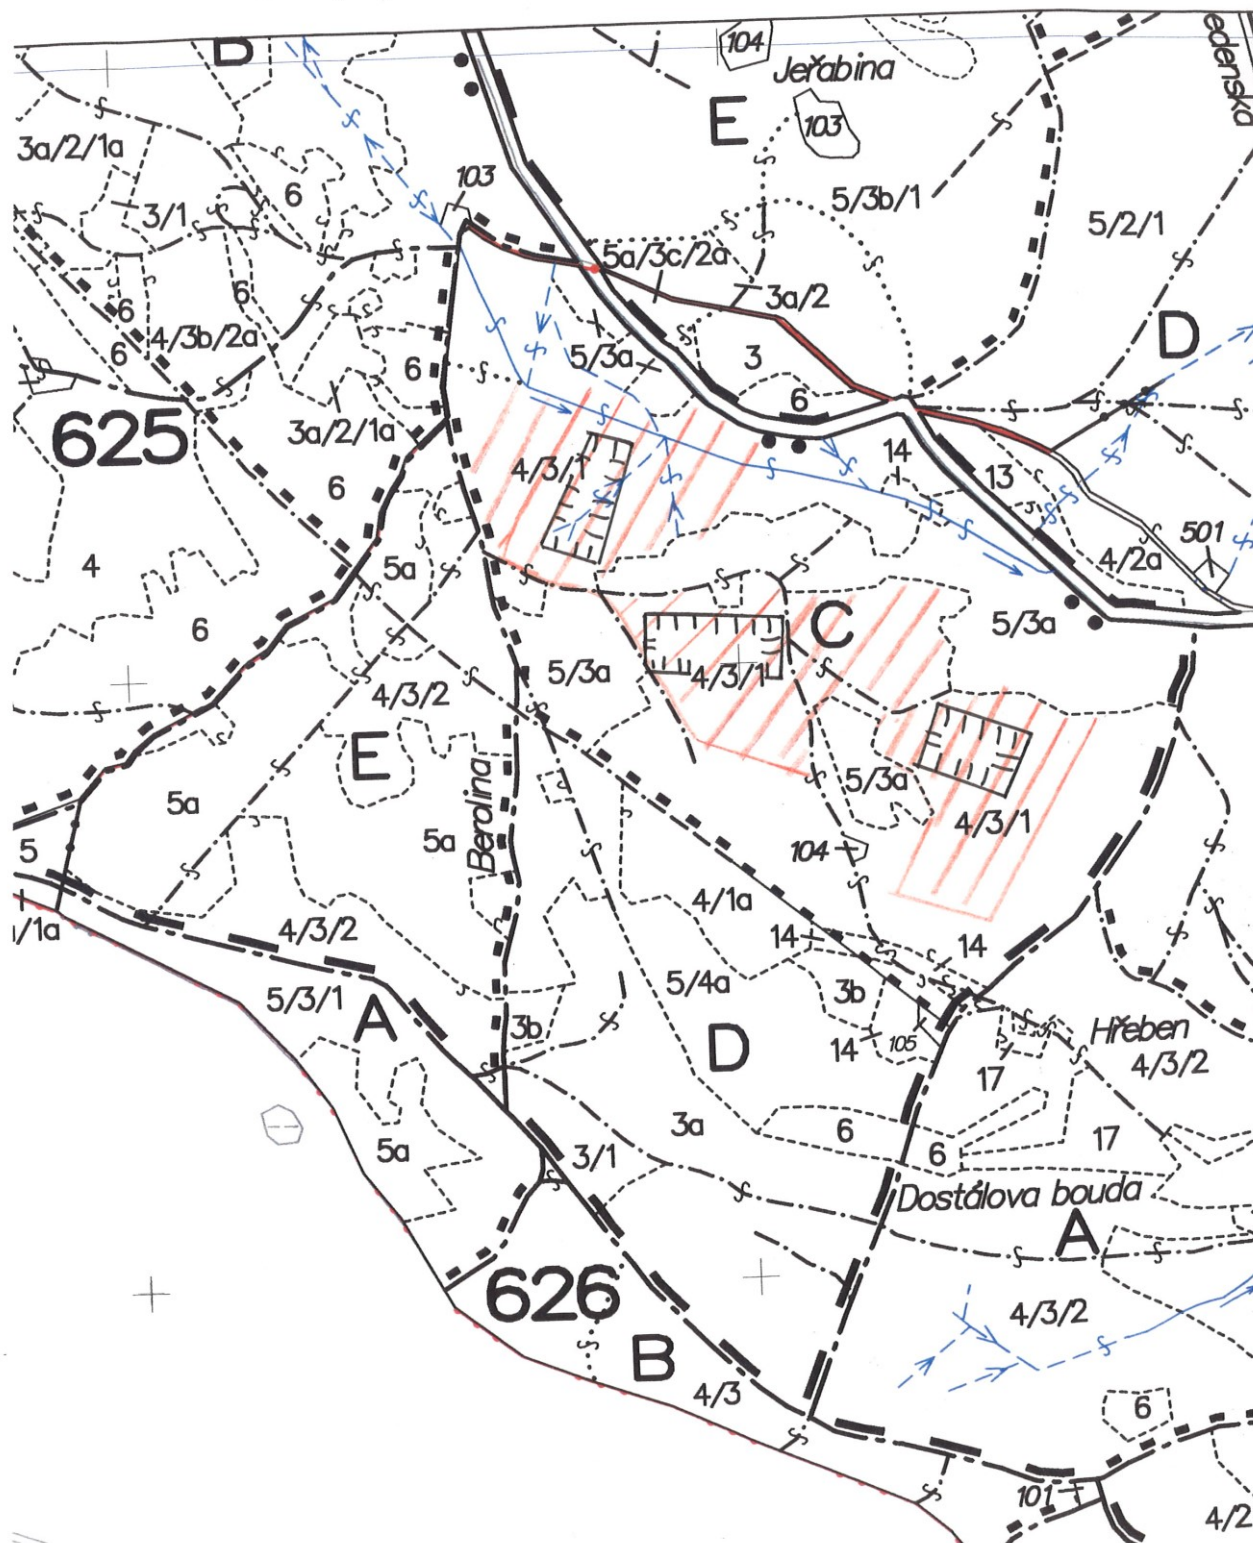 B
104
Jeřabina
edenska
E
103
3a/2/1a
6
103
3/1
5/3b/1
5/2/1
5a/3c/2a
6
3a/2
6
4/3b/2a
D
5/3a
3
6
6
6
625
3a/2/1a
14
4/3/1
13
6
501
5a
4/2a
4
6
C
5/3a
5/3a
4/3/1
4/3/2
E
5a
5/3a
Berolina
5a
4/3/1
5
104
4/1a
/1a
4/3/2
14
14
5/3/1
5/4a
3b
A
3b
D
14
105
Hřeben
17
4/3/2
3a
6
17
5a
3/1
6
Dostálova bouda
A
626
4/3/2
B
4/3
6
101
4/2